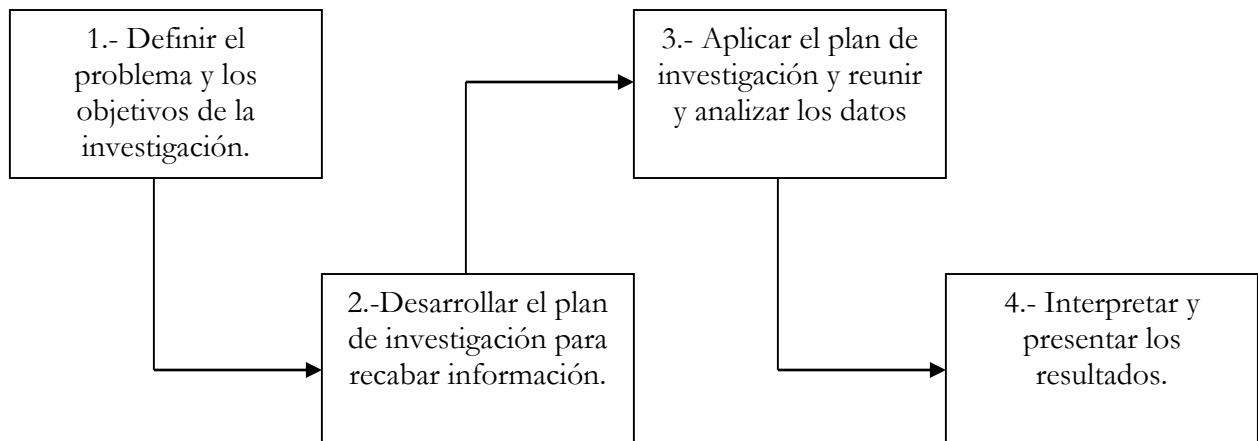 1.- Definir el
problema y los
objetivos de la
investigación.
2.-Desarrollar el plan
de investigación para
recabar información.
3.- Aplicar el plan de
investigación y reunir
y analizar los datos
4.- Interpretar y
presentar los
resultados.